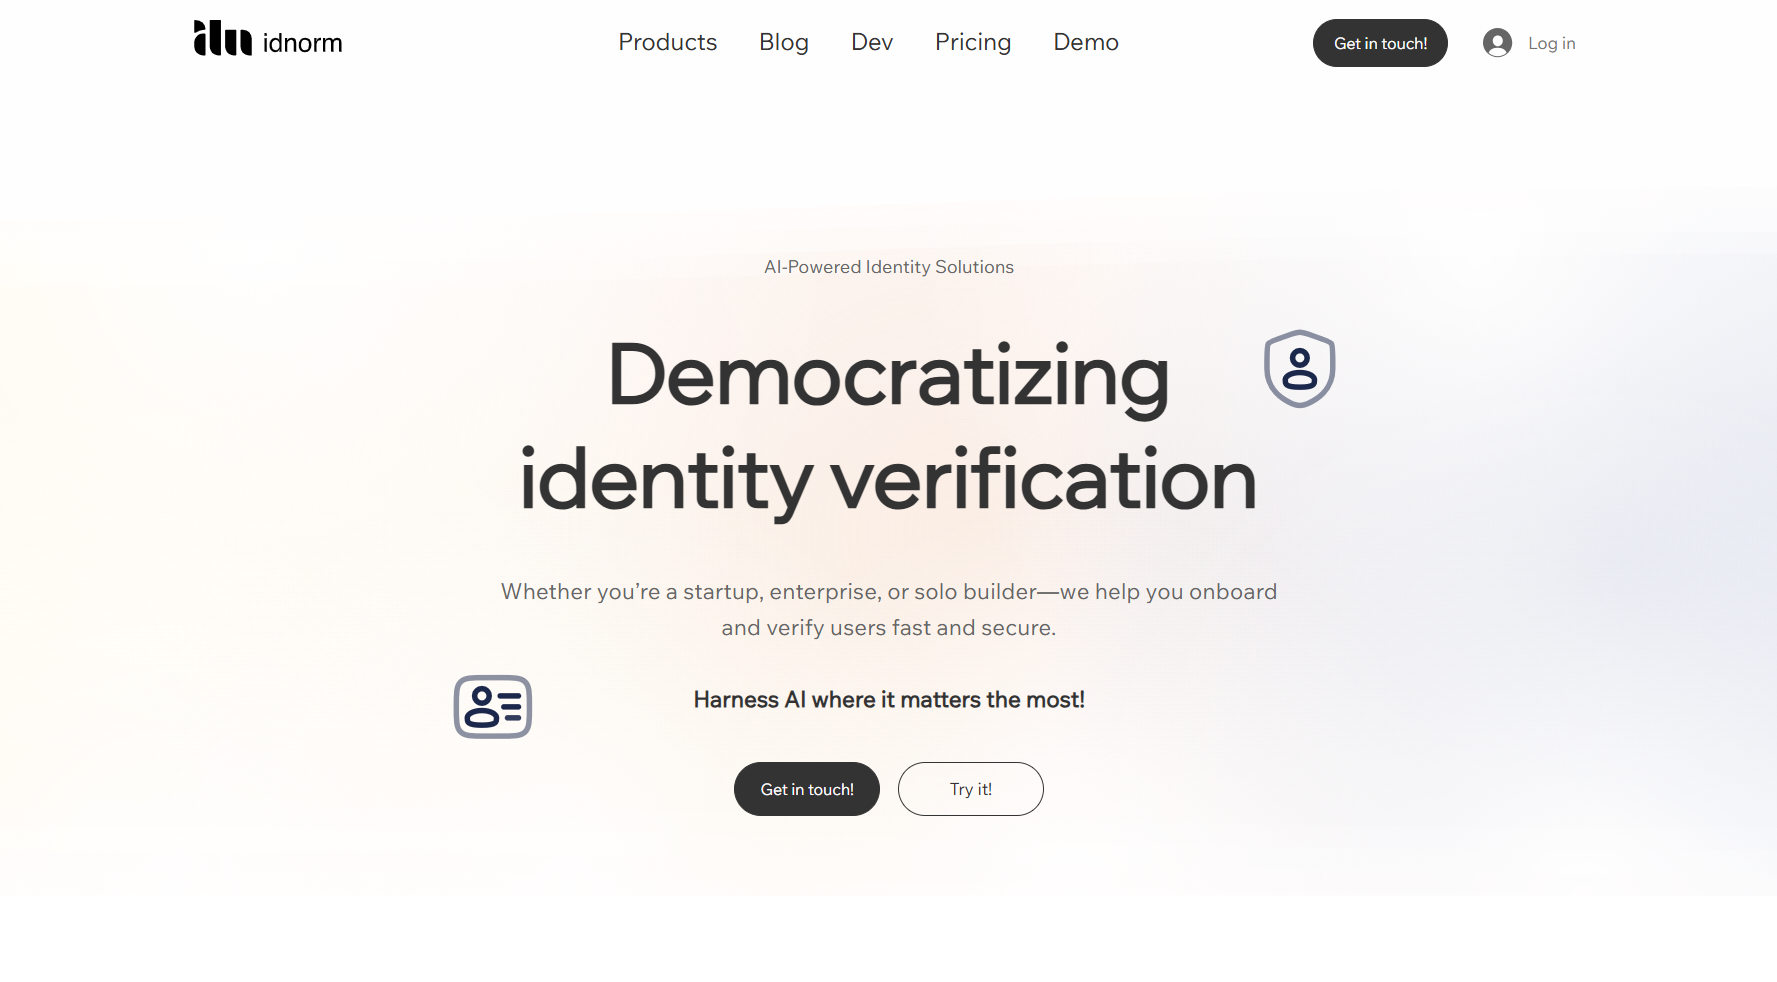 idnorm
Products
Blog
Dev
Pricing
Demo
Get in touch!
Log in
AI-Powered Identity Solutions
Democratizing
identity verification
Whether you’re a startup, enterprise, or solo builder—we help you onboard
and verify users fast and secure.
Harness AI where it matters the most!
Get in touch!
Try it!